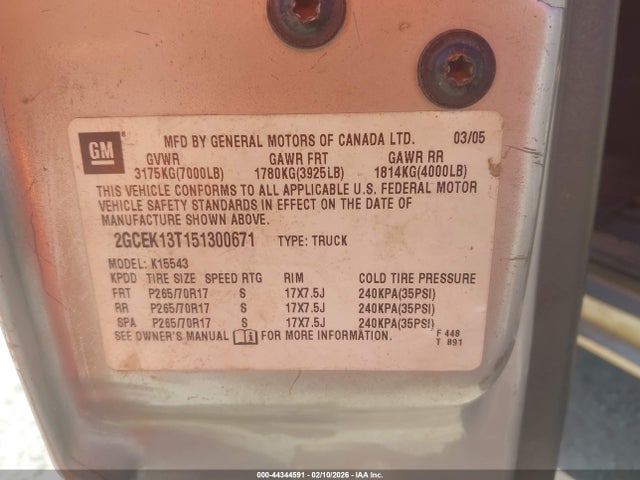 GM
MFD BY GENERAL MOTORS OF CANADA LTD. 03/05
GVWR GAWR FRT GAWR RR
3175KG(7000LB) 1780KG(3925LB) 1814KG(4000LB)
THIS VEHICLE CONFORMS TO ALL APPLICABLE U.S. FEDERAL MOTOR
VEHICLE SAFETY STANDARDS IN EFFECT ON THE DATE OF
MANUFACTURE SHOWN ABOVE.
2GCEK13T151300671 TYPE: TRUCK
MODEL: K15543
KPDD TIRE SIZE SPEED RTG RIM COLD TIRE PRESSURE
FRT P265/70R17 S 17X7.5J 240KPA(35PSI)
RR P265/70R17 S 17X7.5J 240KPA(35PSI)
SPA P265/70R17 S 17X7.5J 240KPA(35PSI)
SEE OWNER'S MANUAL FOR MORE INFORMATION. F 448
T 891
000-44344591 - 02/10/2026 - IAA Inc.